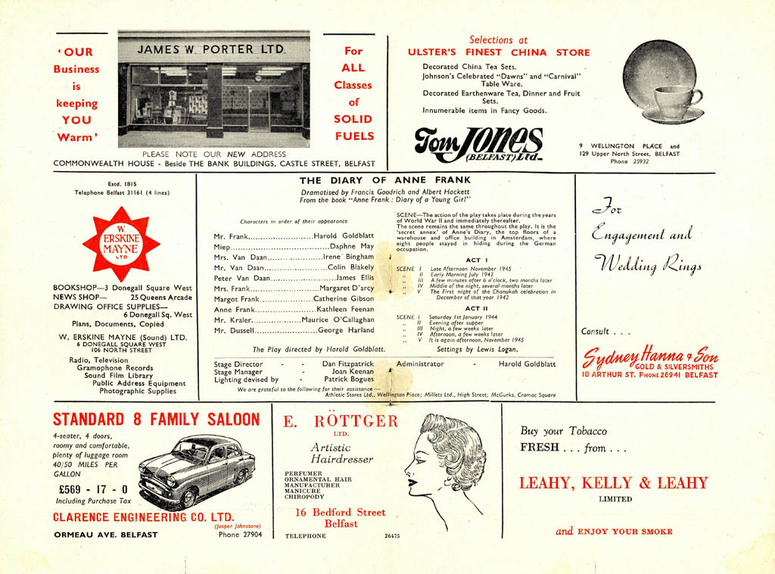 'OUR
Business
is
keeping
YOU
Warm'
JAMES W. PORTER LTD.
For
ALL
Classes
of
SOLID
FUELS
PLEASE NOTE OUR NEW ADDRESS
COMMONWEALTH HOUSE - Beside THE BANK BUILDINGS, CASTLE STREET, BELFAST
Selections at
ULSTER'S FINEST CHINA STORE
Decorated China Tea Sets.
Johnson's Celebrated "Dawns" and "Carnival"
Table Ware.
Decorated Earthenware Tea, Dinner and Fruit
Sets.
Innumerable items in Fancy Goods.
Tom Jones
(BELFAST) Ltd.
9 WELLINGTON PLACE and
129 Upper North Street, BELFAST
Phone 25932
Estd. 1815
Telephone Belfast 31161 (4 lines)
W.
ERSKINE
MAYNE
LTD
BOOKSHOP—3 Donegall Square West
NEWS SHOP— 25 Queens Arcade
DRAWING OFFICE SUPPLIES—
6 Donegall Sq. West
Plans, Documents, Copied
W. ERSKINE MAYNE (Sound) LTD.
6 DONEGALL SQUARE WEST
106 NORTH STREET
Radio, Television
Gramophone Records
Sound Film Library
Public Address Equipment
Photographic Supplies
THE DIARY OF ANNE FRANK
Dramatised by Francis Goodrich and Albert Hackett
From the book "Anne Frank : Diary of a Young Girl"
Characters in order of their appearance
Mr. Frank Harold Goldblatt
Miep Daphne May
Mrs. Van Daan Irene Bingham
Mr. Van Daan Colin Blakely
Peter Van Daan James Ellis
Mrs. Frank Margaret D'arcy
Margot Frank Catherine Gibson
Anne Frank Kathleen Feenan
Mr. Kraler Maurice O'Callaghan
Mr. Dussell George Harland
The Play directed by Harold Goldblatt.
SCENE—The action of the play takes place during the years
of World War II and immediately thereafter.
The scene remains the same throughout the play. It is the
'secret annex' of Anne's Diary, the top floors of a
warehouse and office building in Amsterdam, where
eight people stayed in hiding during the German
occupation.
ACT I
SCENE I Late Afternoon November 1945
„ II Early Morning July 1942
„ III A few minutes after 6 o'clock, two months later
„ IV Middle of the night, several months later
„ V The First night of the Chanukah celebration in
December of that year 1942
ACT II
SCENE I Saturday 1st January 1944
„ II Evening after supper
„ III Night, a few weeks later
„ IV Afternoon, a few weeks later
„ V It is again afternoon, November 1945
Settings by Lewis Logan.
Stage Director - - Dan Fitzpatrick
Stage Manager - - Joan Keenan
Lighting devised by - Patrick Bogues
Administrator - Harold Goldblatt
We are grateful to the following for their assistance—
Athletic Stores Ltd., Wellington Place; Millets Ltd., High Street; McGurks, Cromac Square
For
Engagement and
Wedding Rings
Consult . . .
Sydney Hanna & Son
GOLD & SILVERSMITHS
18 ARTHUR ST. PHONE 26941 BELFAST
STANDARD 8 FAMILY SALOON
4-seater, 4 doors,
roomy and comfortable,
plenty of luggage room
40/50 MILES PER
GALLON
£569 - 17 - 0
Including Purchase Tax
CLARENCE ENGINEERING CO. LTD.
(Jasper Johnstone)
ORMEAU AVE. BELFAST Phone 27904
E. RÖTTGER
LTD.
Artistic
Hairdresser
PERFUMER
ORNAMENTAL HAIR
MANUFACTURER
MANICURE
CHIROPODY
16 Bedford Street
Belfast
TELEPHONE 26475
Buy your Tobacco
FRESH . . . from . . .
LEAHY, KELLY & LEAHY
LIMITED
and ENJOY YOUR SMOKE